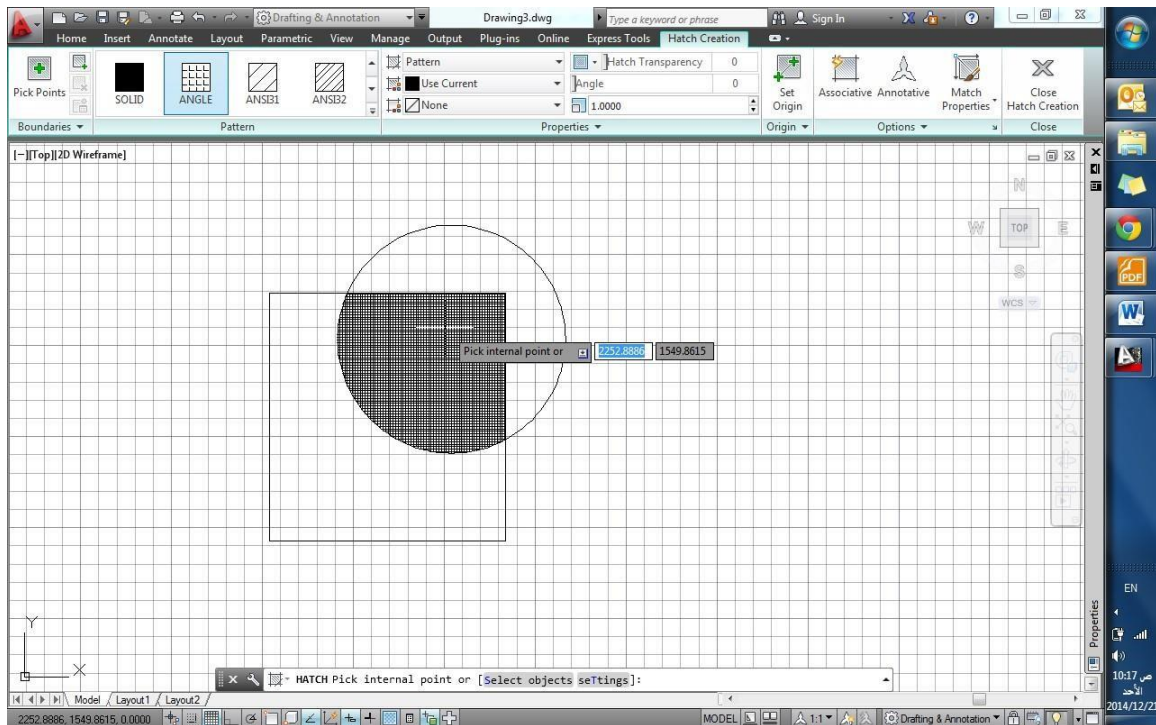 Drafting & Annotation
Drawing3.dwg
Type a keyword or phrase
Sign In
Home Insert Annotate Layout Parametric View Manage Output Plug-ins Online Express Tools Hatch Creation
Pick Points
SOLID
ANGLE
ANSI31
ANSI32
Pattern
Use Current
None
Hatch Transparency 0
Angle 0
1.0000
Set Origin
Associative
Annotative
Match Properties
Close Hatch Creation
Boundaries Pattern Properties Origin Options Close
[−][Top][2D Wireframe]
N
W TOP E
S
WCS
Pick internal point or 2252.8886 1549.8615
Y
X
Properties
HATCH Pick internal point or [Select objects seTtings]:
Model Layout1 Layout2
2252.8886, 1549.8615, 0.0000
MODEL
1:1
Drafting & Annotation
PDF
W
EN
10:17 ص
الأحد
2014/12/21